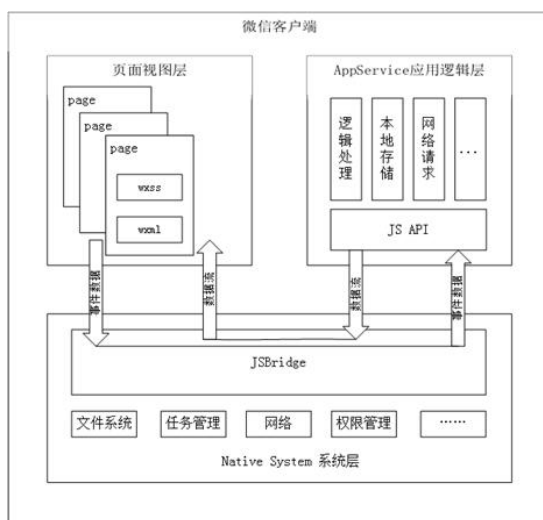 微信客户端
页面视图层
page
page
page
wxss
wxml
AppService应用逻辑层
逻辑处理
本地存储
网络请求
...
JS API
事件数据
数据流
数据流
事件数据
JSBridge
文件系统
任务管理
网络
权限管理
……
Native System 系统层